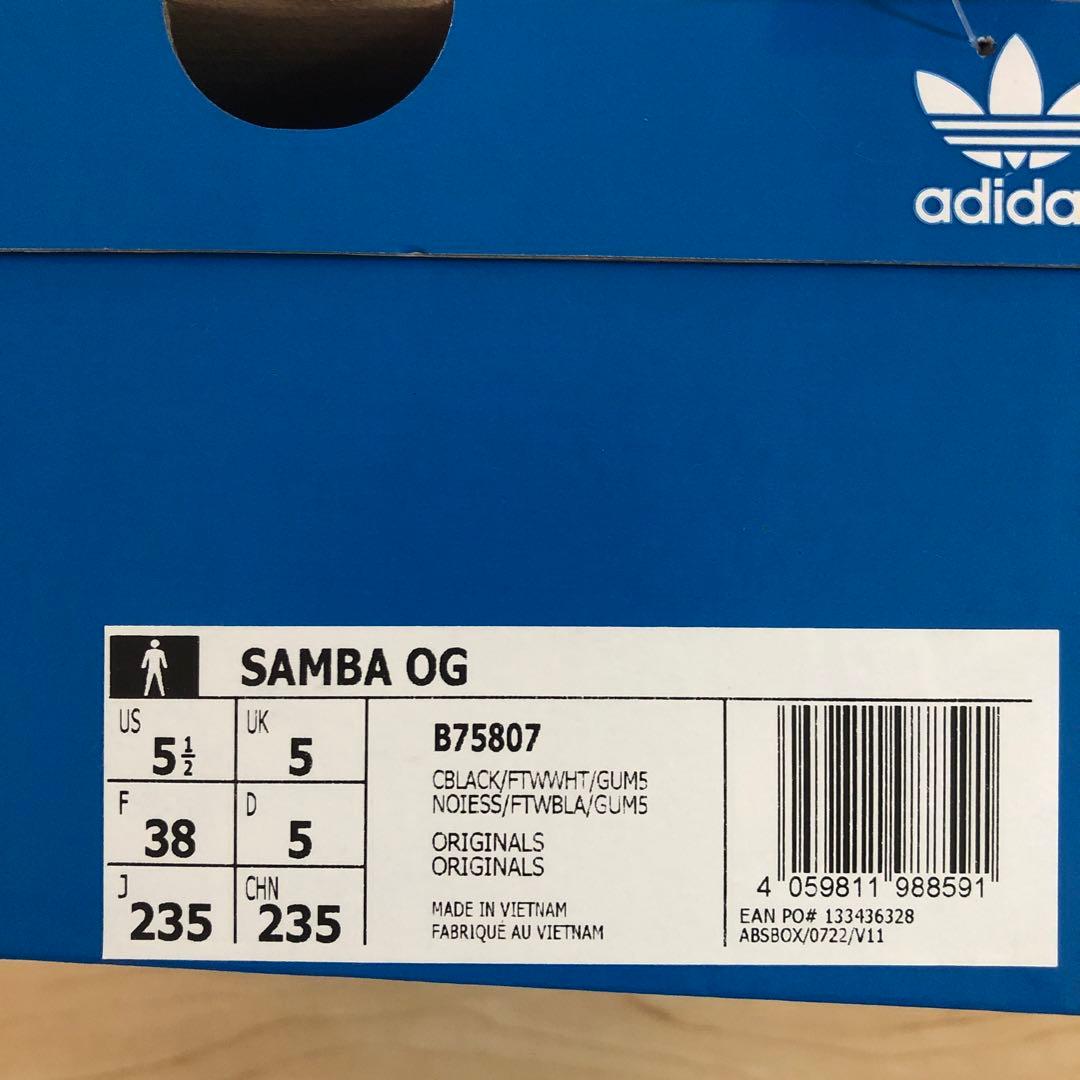 adida
SAMBA OG
US 5½
UK 5
F 38
D 5
J 235
CHN 235
B75807
CBLACK/FTWWHT/GUM5
NOIESS/FTWBLA/GUM5
ORIGINALS
ORIGINALS
MADE IN VIETNAM
FABRIQUÉ AU VIETNAM
4 059811 988591
EAN PO# 133436328
ABSBOX/0722/V11